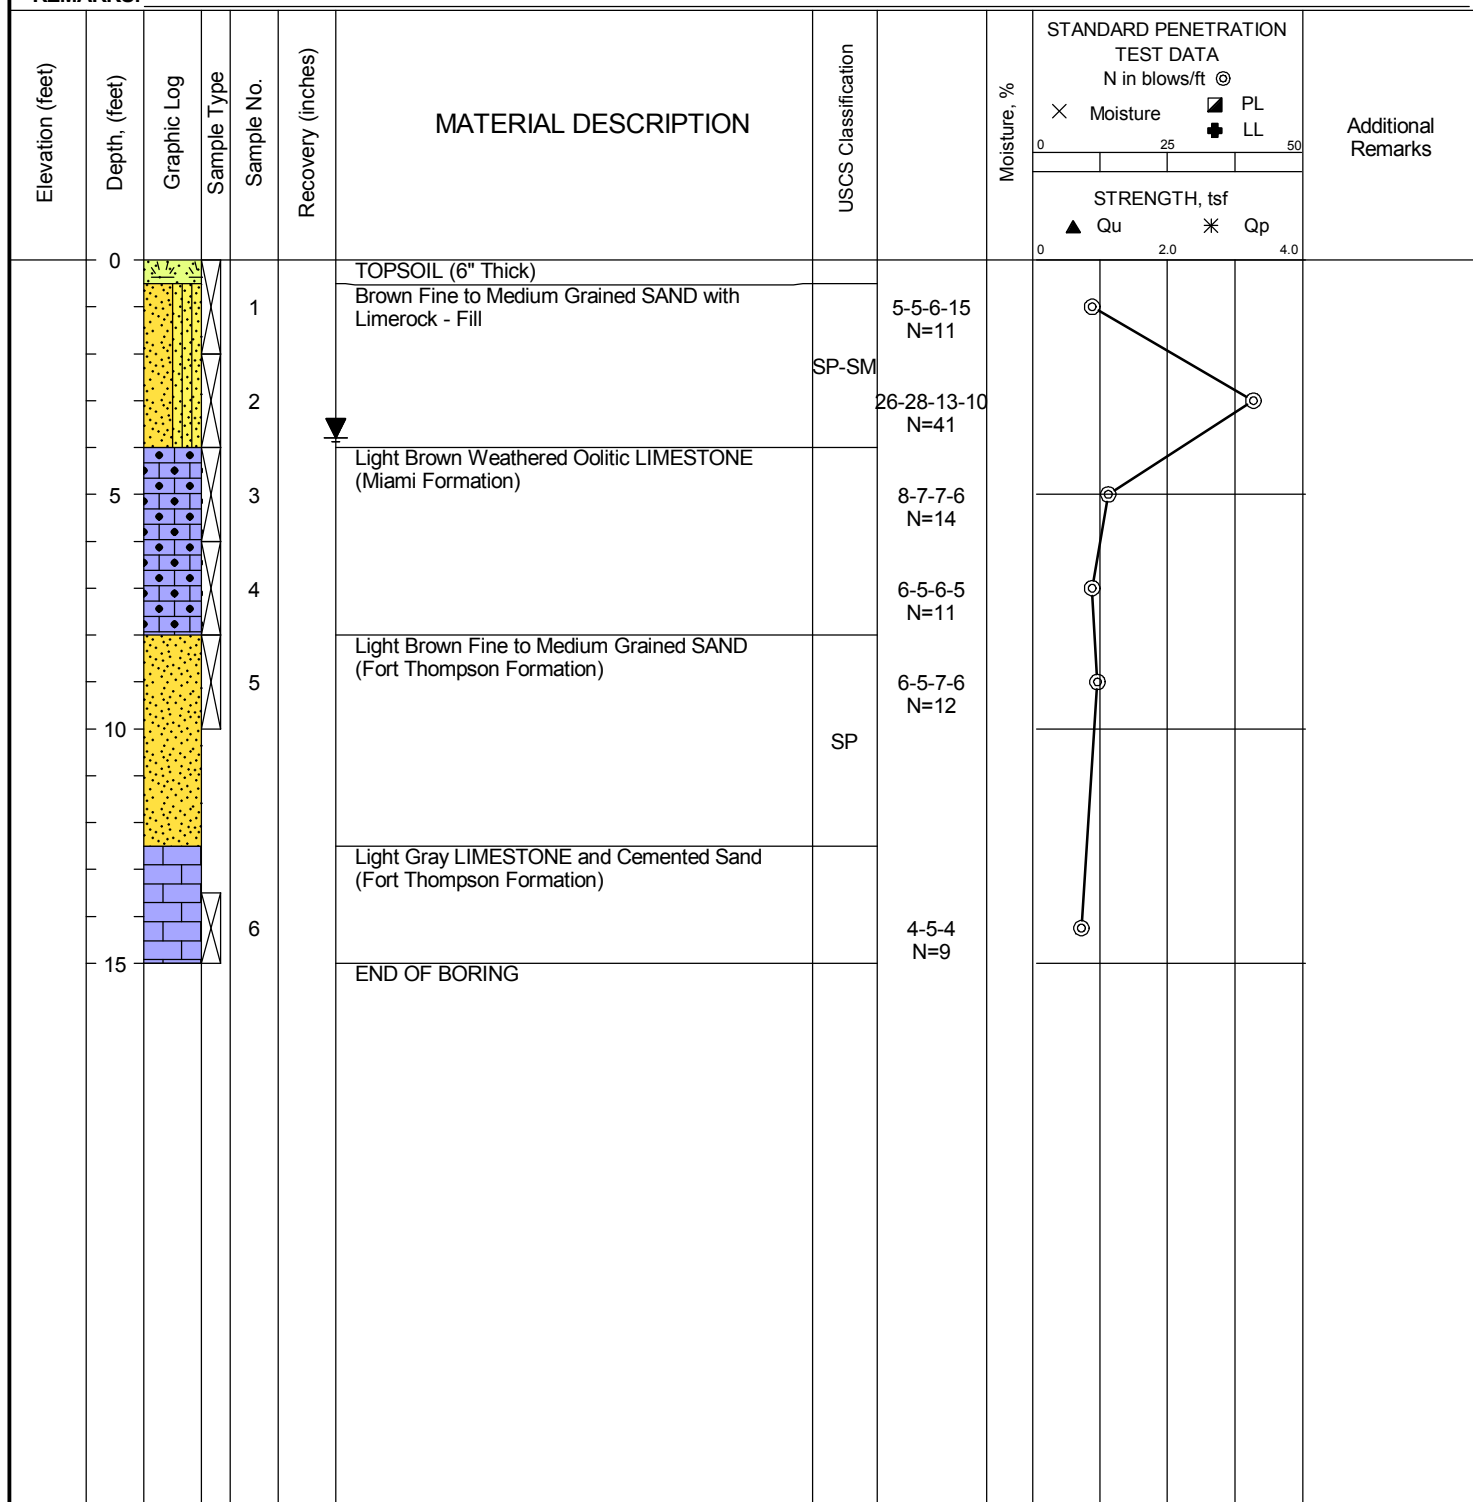 REMARKS:
Elevation (feet)
Depth, (feet)
Graphic Log
Sample Type
Sample No.
Recovery (inches)
MATERIAL DESCRIPTION
USCS Classification
Moisture, %
STANDARD PENETRATION
TEST DATA
N in blows/ft
Moisture
PL
LL
0 25 50
STRENGTH, tsf
Qu Qp
0 2.0 4.0
Additional
Remarks
0
TOPSOIL (6" Thick)
Brown Fine to Medium Grained SAND with
Limerock - Fill
1
5-5-6-15
N=11
SP-SM
2
26-28-13-10
N=41
Light Brown Weathered Oolitic LIMESTONE
(Miami Formation)
5
3
8-7-7-6
N=14
4
6-5-6-5
N=11
Light Brown Fine to Medium Grained SAND
(Fort Thompson Formation)
5
6-5-7-6
N=12
10
SP
Light Gray LIMESTONE and Cemented Sand
(Fort Thompson Formation)
6
4-5-4
N=9
15
END OF BORING